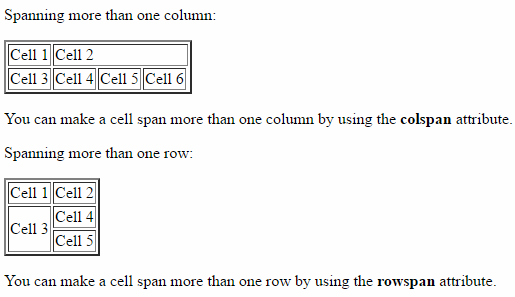 Spanning more than one column:
Cell 1 Cell 2
Cell 3 Cell 4 Cell 5 Cell 6
You can make a cell span more than one column by using the colspan attribute.
Spanning more than one row:
Cell 1 Cell 2
Cell 3 Cell 4
Cell 5
You can make a cell span more than one row by using the rowspan attribute.